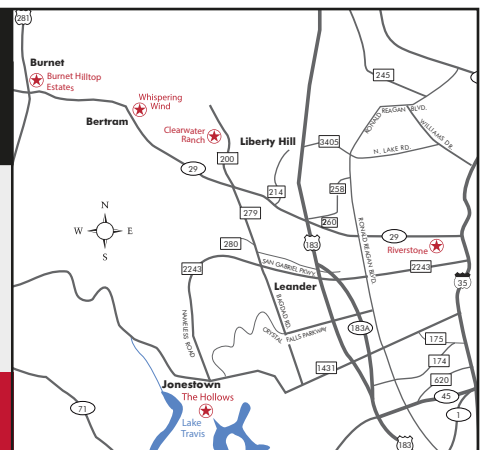 281
Burnet
Burnet Hilltop
Estates
Whispering
Wind
Bertram
Clearwater
Ranch
Liberty Hill
245
RONALD REAGAN BLVD.
WILLIAMS DR.
N. LAKE RD.
3405
200
29
214
258
279
260
280
183
29
RONALD REAGAN BLVD.
Riverstone
N
W
E
S
2243
SAN GABRIEL PKWY.
2243
35
Leander
BAGDAD RD.
NAMELESS ROAD
CRYSTAL FALLS PARKWAY
183A
175
174
1431
620
Jonestown
The Hollows
Lake
Travis
71
45
1
183